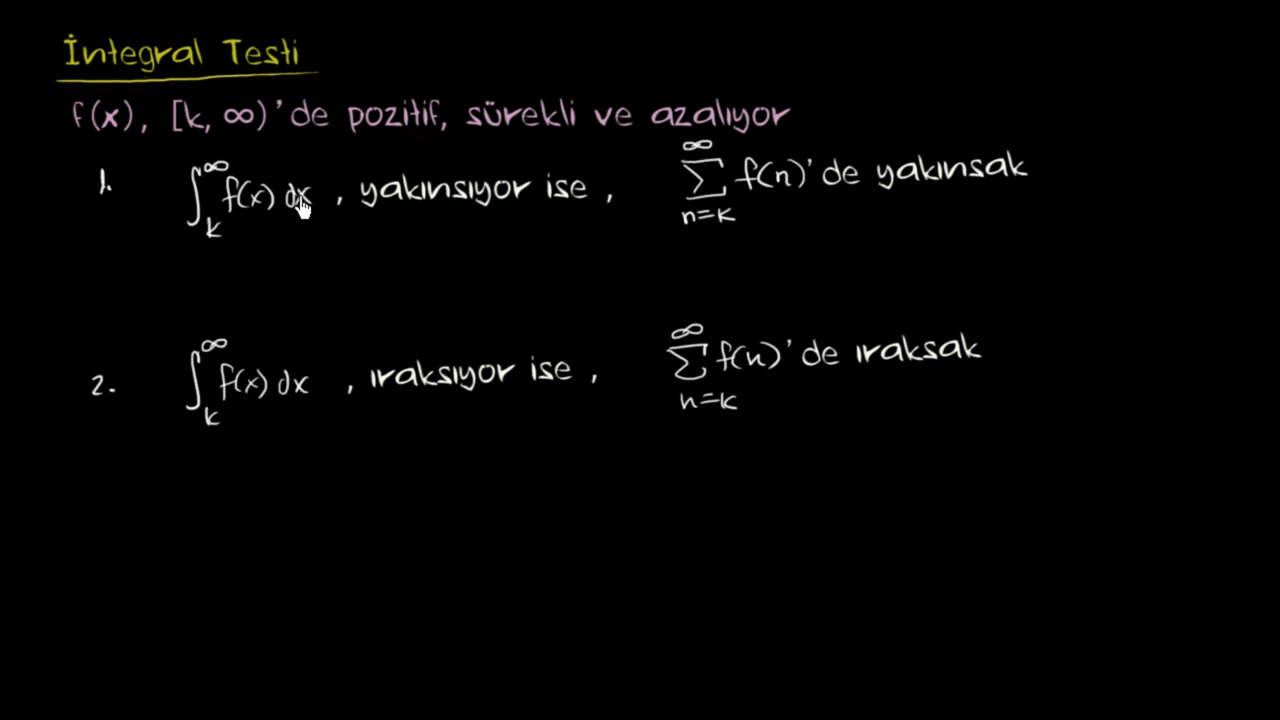 İntegral Testi
f(x), [k, ∞)'de pozitif, sürekli ve azalıyor
1. ∫_k^∞ f(x) dx , yakınsıyor ise , ∑_{n=k}^∞ f(n)'de yakınsak
2. ∫_k^∞ f(x) dx , ıraksıyor ise , ∑_{n=k}^∞ f(n)'de ıraksak